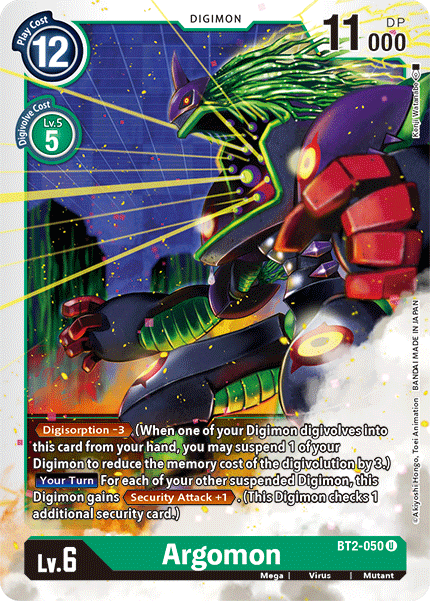 Play Cost
12
DIGIMON
11000
DP
Digivolve Cost
Lv.5
5
Kenji Watanabe
©Akiyoshi Hongo, Toei Animation BANDAI MADE IN JAPAN
Digisorption -3 (When one of your Digimon digivolves into
this card from your hand, you may suspend 1 of your
Digimon to reduce the memory cost of the digivolution by 3.)
Your Turn For each of your other suspended Digimon, this
Digimon gains Security Attack +1. (This Digimon checks 1
additional security card.)
BT2-050 U
Lv.6
Argomon
Mega | Virus | Mutant